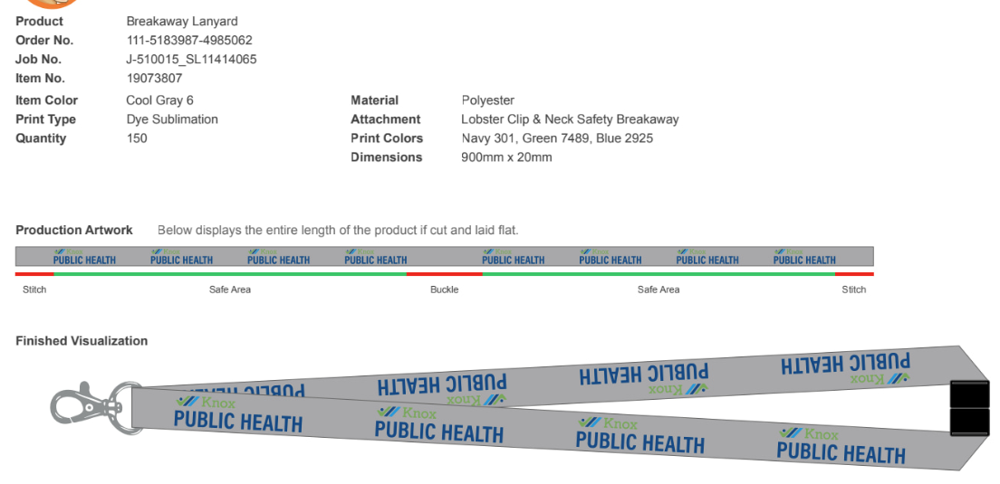 Product Breakaway Lanyard
Order No. 111-5183987-4985062
Job No. J-510015_SL11414065
Item No. 19073807
Item Color Cool Gray 6 Material Polyester
Print Type Dye Sublimation Attachment Lobster Clip & Neck Safety Breakaway
Quantity 150 Print Colors Navy 301, Green 7489, Blue 2925
Dimensions 900mm x 20mm
Production Artwork Below displays the entire length of the product if cut and laid flat.
Knox Knox Knox Knox Knox Knox Knox Knox
PUBLIC HEALTH PUBLIC HEALTH PUBLIC HEALTH PUBLIC HEALTH PUBLIC HEALTH PUBLIC HEALTH PUBLIC HEALTH PUBLIC HEALTH
Stitch Safe Area Buckle Safe Area Stitch
Finished Visualization
PUBLIC HEALTH
Knox
PUBLIC HEALTH
Knox
PUBLIC HEALTH
Knox
PUBLIC
Knox
PUBLIC HEALTH
Knox
PUBLIC HEALTH
Knox
PUBLIC HEALTH
Knox
PUBLIC HEALTH